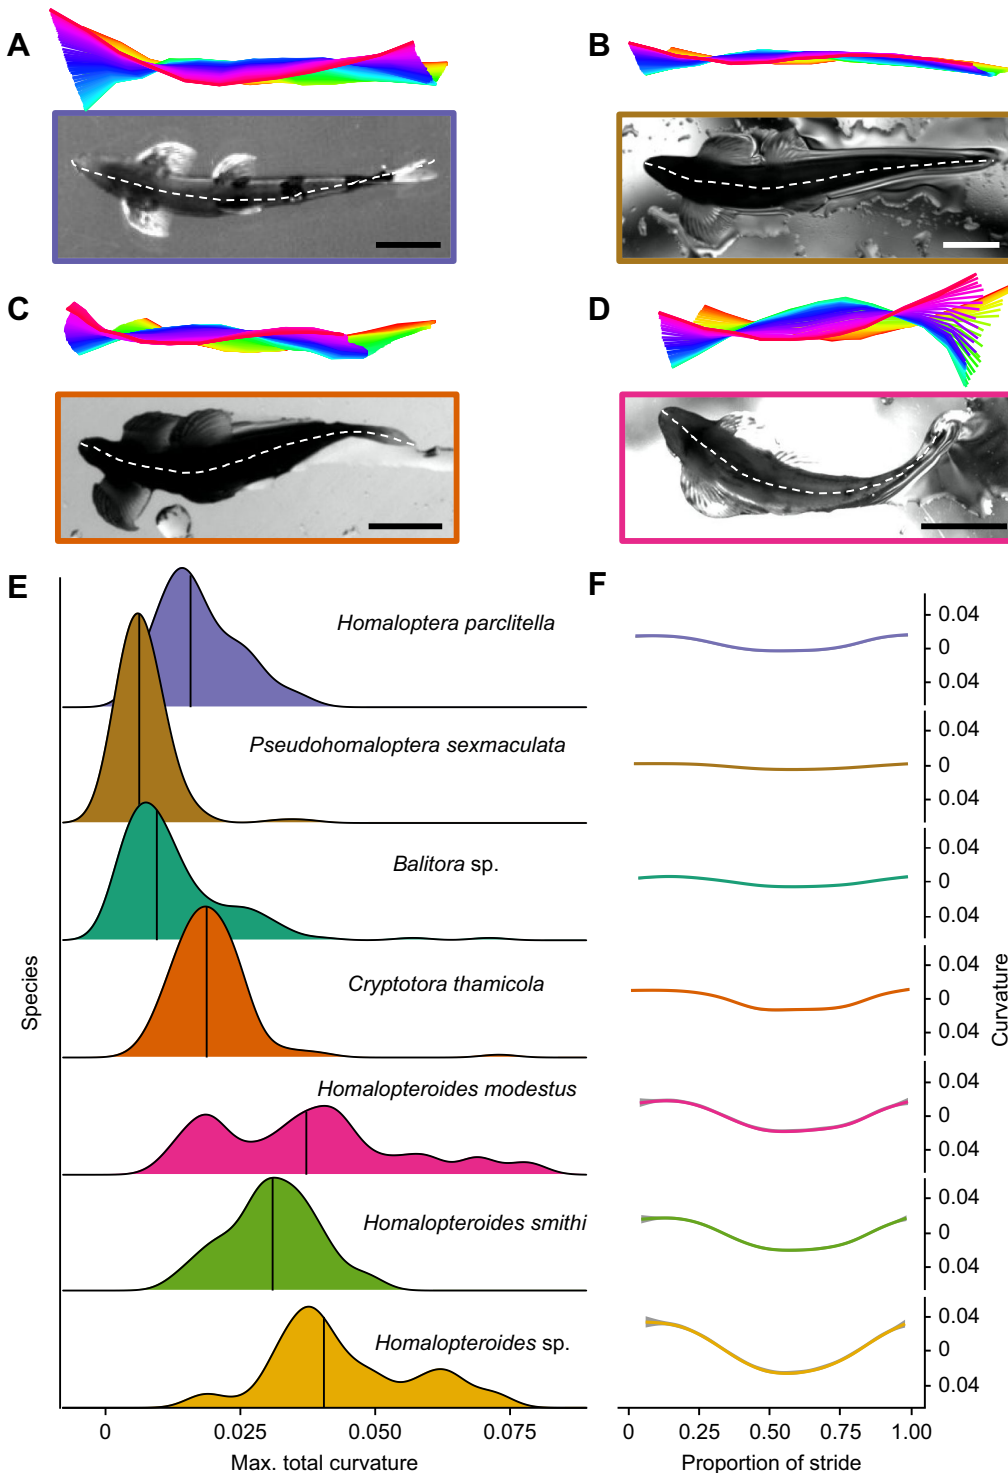 A
B
C
D
E
F
Homaloptera parclitella
Pseudohomaloptera sexmaculata
Balitora sp.
Cryptotora thamicola
Homalopteroides modestus
Homalopteroides smithi
Homalopteroides sp.
Species
0 0.025 0.050 0.075
Max. total curvature
0.04
0
0.04
0.04
0
0.04
0.04
0
0.04
0.04
0
0.04
0.04
0
0.04
0.04
0
0.04
0.04
0
0.04
Curvature
0 0.25 0.50 0.75 1.00
Proportion of stride